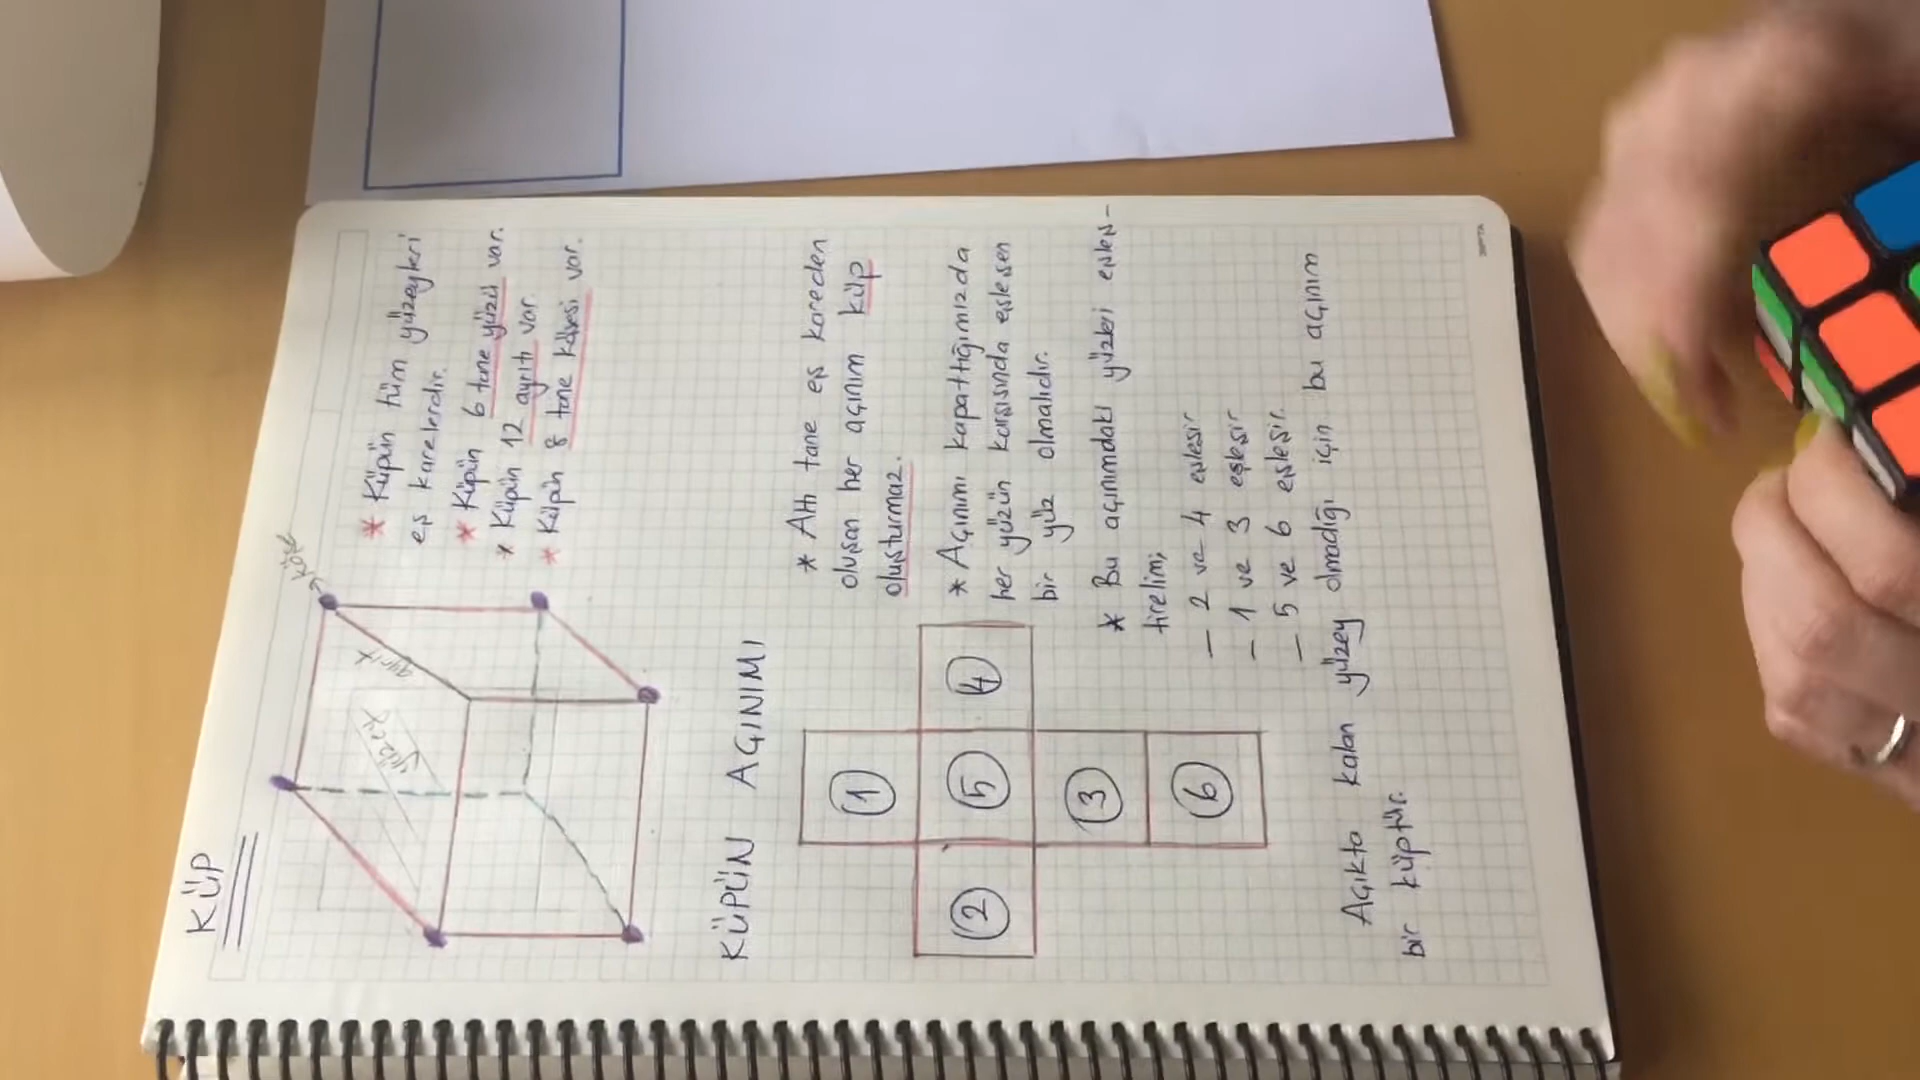 KÜP
köşe
ayrıt
yüzey
* Küpün tüm yüzeyleri
eş karelerdir.
* Küpün 6 tane yüzü var.
* Küpün 12 ayrıtı var.
* Küpün 8 tane köşesi var.
KÜPÜN AÇINIMI
* Altı tane eş kareden
oluşan her açınım küp
oluşturmaz.
* Açınımı kapattığımızda
her yüzün karşısında eşleşen
bir yüz olmalıdır.
* Bu açınımdaki yüzleri eşleş-
tirelim;
– 2 ve 4 eşleşir
– 1 ve 3 eşleşir
– 5 ve 6 eşleşir.
1
2 5 4
3
6
Açıkta kalan yüzey olmadığı için bu açınım
bir küptür.